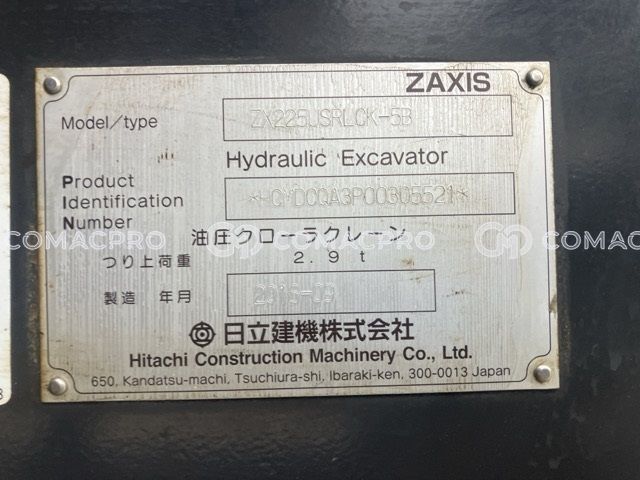 ZAXIS
Model/type ZX225USRLCK-5B
Hydraulic Excavator
Product
Identification
Number
油圧クローラクレーン
つり上荷重 2.9 t
製造 年月
日立建機株式会社
Hitachi Construction Machinery Co., Ltd.
650, Kandatsu-machi, Tsuchiura-shi, Ibaraki-ken, 300-0013 Japan
COMACPRO
COMACPRO